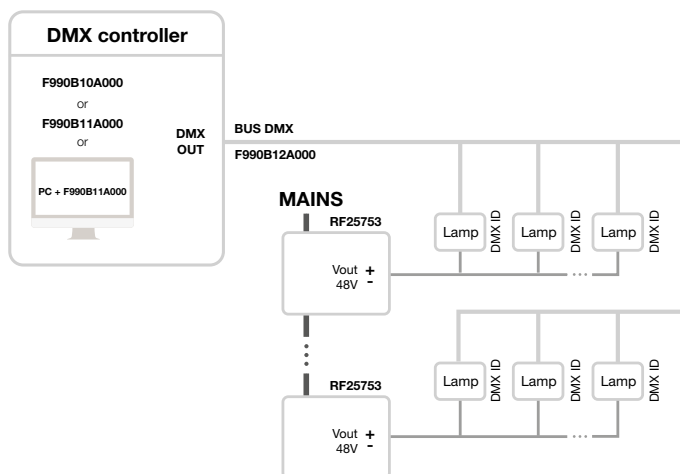 DMX controller
F990B10A000
or
F990B11A000
or
PC + F990B11A000
DMX
OUT
BUS DMX
F990B12A000
MAINS
RF25753
Vout +
48V -
Lamp
DMX ID
Lamp
DMX ID
Lamp
DMX ID
RF25753
Vout +
48V -
Lamp
DMX ID
Lamp
DMX ID
Lamp
DMX ID